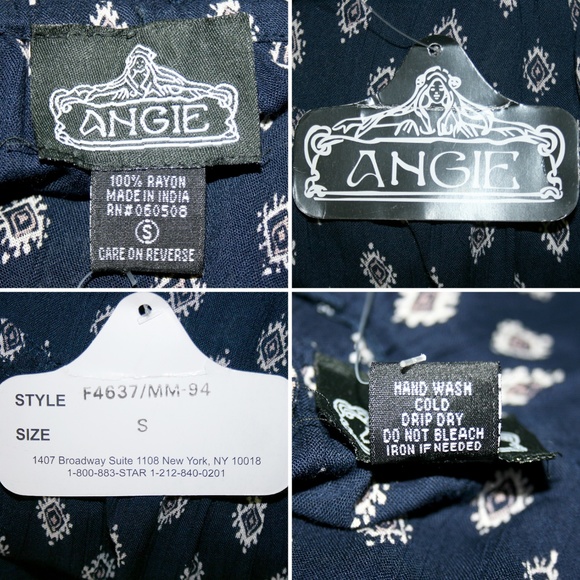 ANGIE
100% RAYON
MADE IN INDIA
RN#060508
S
CARE ON REVERSE
ANGIE
STYLE F4637/MM-94
SIZE S
1407 Broadway Suite 1108 New York, NY 10018
1-800-883-STAR 1-212-840-0201
HAND WASH
COLD
DRIP DRY
DO NOT BLEACH
IRON IF NEEDED